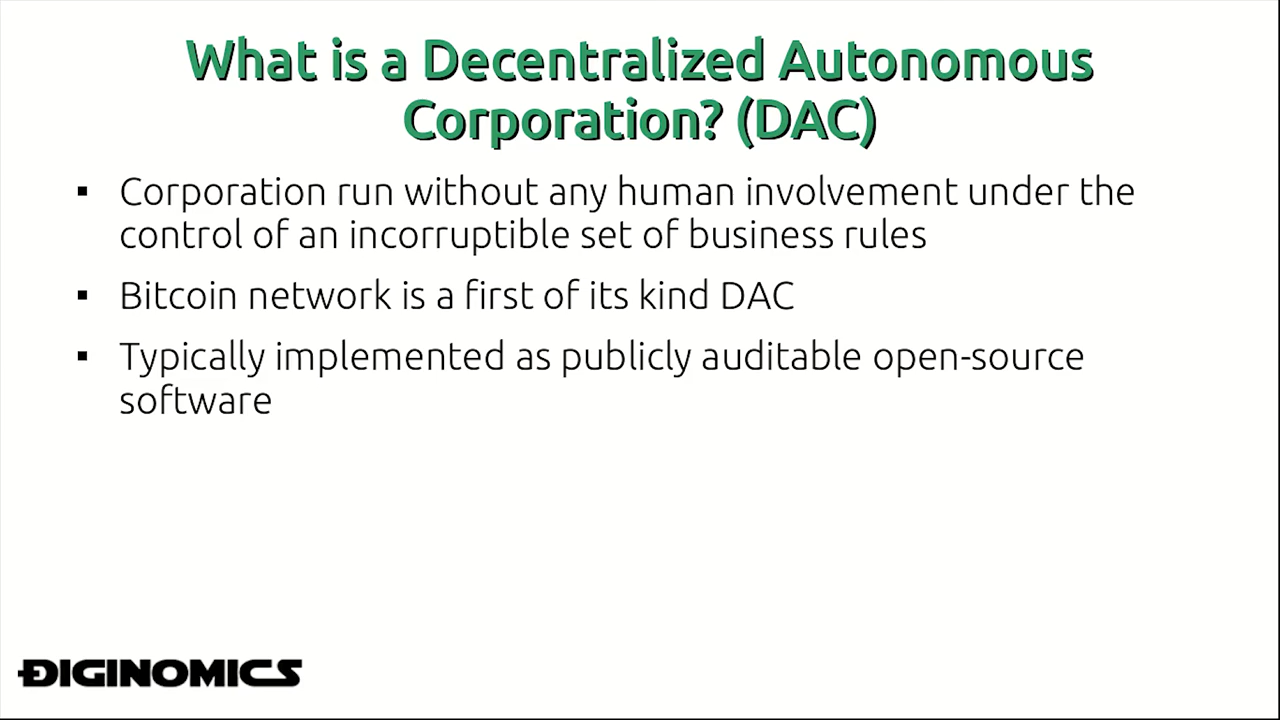 What is a Decentralized Autonomous
Corporation? (DAC)
▪ Corporation run without any human involvement under the
control of an incorruptible set of business rules
▪ Bitcoin network is a first of its kind DAC
▪ Typically implemented as publicly auditable open-source
software
ĐIGINOMICS